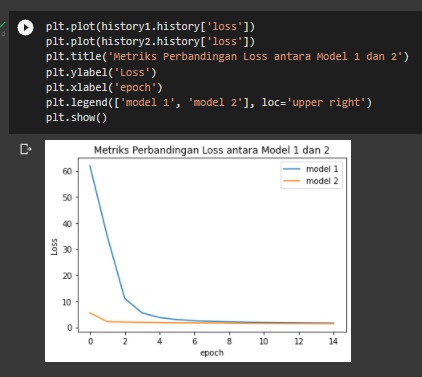 plt.plot(history1.history['loss'])
plt.plot(history2.history['loss'])
plt.title('Metriks Perbandingan Loss antara Model 1 dan 2')
plt.ylabel('Loss')
plt.xlabel('epoch')
plt.legend(['model 1', 'model 2'], loc='upper right')
plt.show()
Metriks Perbandingan Loss antara Model 1 dan 2
model 1
model 2
60
50
40
30
20
10
0
Loss
0 2 4 6 8 10 12 14
epoch